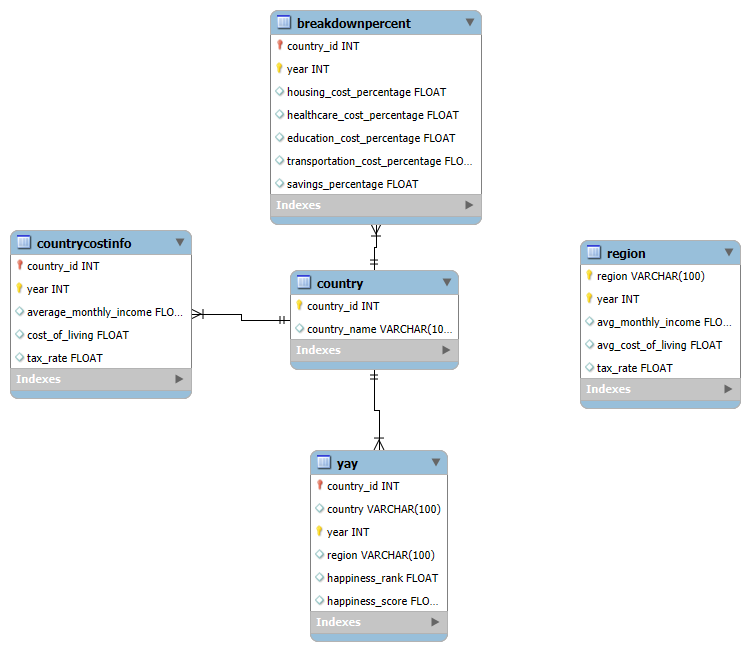 breakdownpercent
country_id INT
year INT
housing_cost_percentage FLOAT
healthcare_cost_percentage FLOAT
education_cost_percentage FLOAT
transportation_cost_percentage FLO...
savings_percentage FLOAT
Indexes
countrycostinfo
country_id INT
year INT
average_monthly_income FLO...
cost_of_living FLOAT
tax_rate FLOAT
Indexes
country
country_id INT
country_name VARCHAR(10...
Indexes
region
region VARCHAR(100)
year INT
avg_monthly_income FLO...
avg_cost_of_living FLOAT
tax_rate FLOAT
Indexes
yay
country_id INT
country VARCHAR(100)
year INT
region VARCHAR(100)
happiness_rank FLOAT
happiness_score FLO...
Indexes